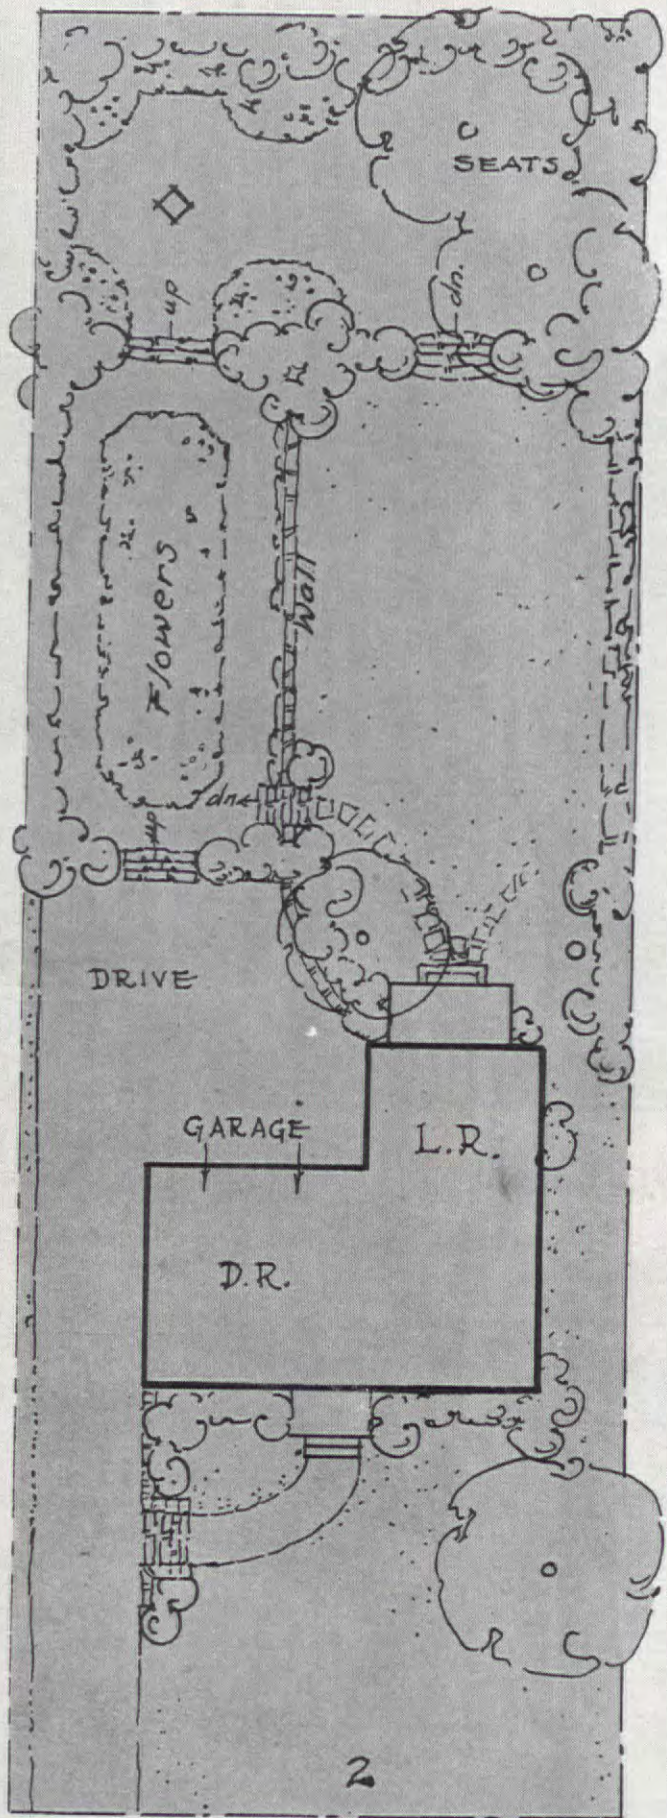 SEATS
up
dn.
Flowers
Wall
dn
up
DRIVE
GARAGE
L.R.
D.R.
2